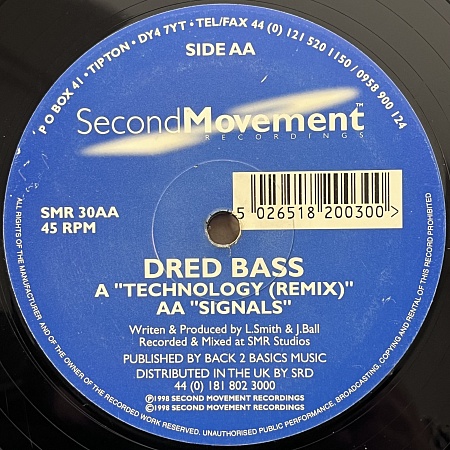 P O BOX 41 • TIPTON • DY4 7YT • TEL/FAX 44 (0) 121 520 1150 / 0958 900 124
SIDE AA
SecondMovement™
RECORDINGS
SMR 30AA
45 RPM
5 026518 200300 >
DRED BASS
A "TECHNOLOGY (REMIX)"
AA "SIGNALS"
Writen & Produced by L.Smith & J.Ball
Recorded & Mixed at SMR Studios
PUBLISHED BY BACK 2 BASICS MUSIC
DISTRIBUTED IN THE UK BY SRD
44 (0) 181 802 3000
℗1998 SECOND MOVEMENT RECORDINGS
©1998 SECOND MOVEMENT RECORDINGS
ALL RIGHTS OF THE MANUFACTURER AND OF THE OWNER OF THE RECORDED WORK RESERVED. UNAUTHORISED PUBLIC PERFORMANCE, BROADCASTING, COPYING AND RENTAL OF THIS RECORD PROHIBITED